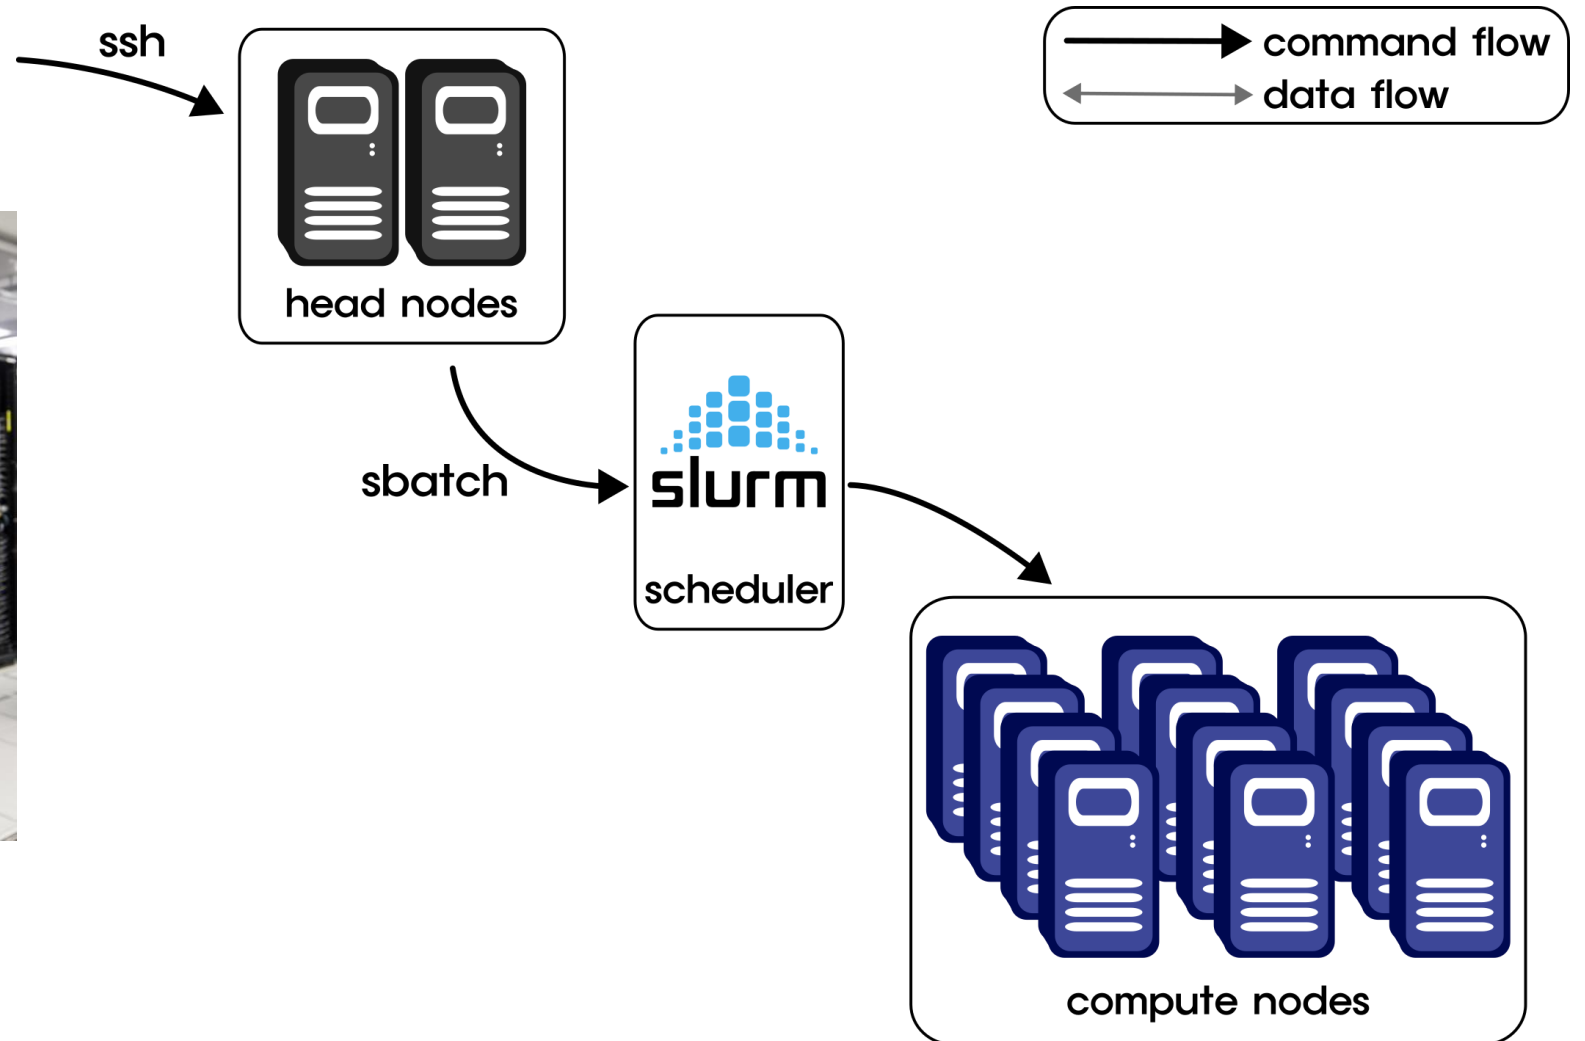 ssh
command flow
data flow
head nodes
sbatch
slurm
scheduler
compute nodes